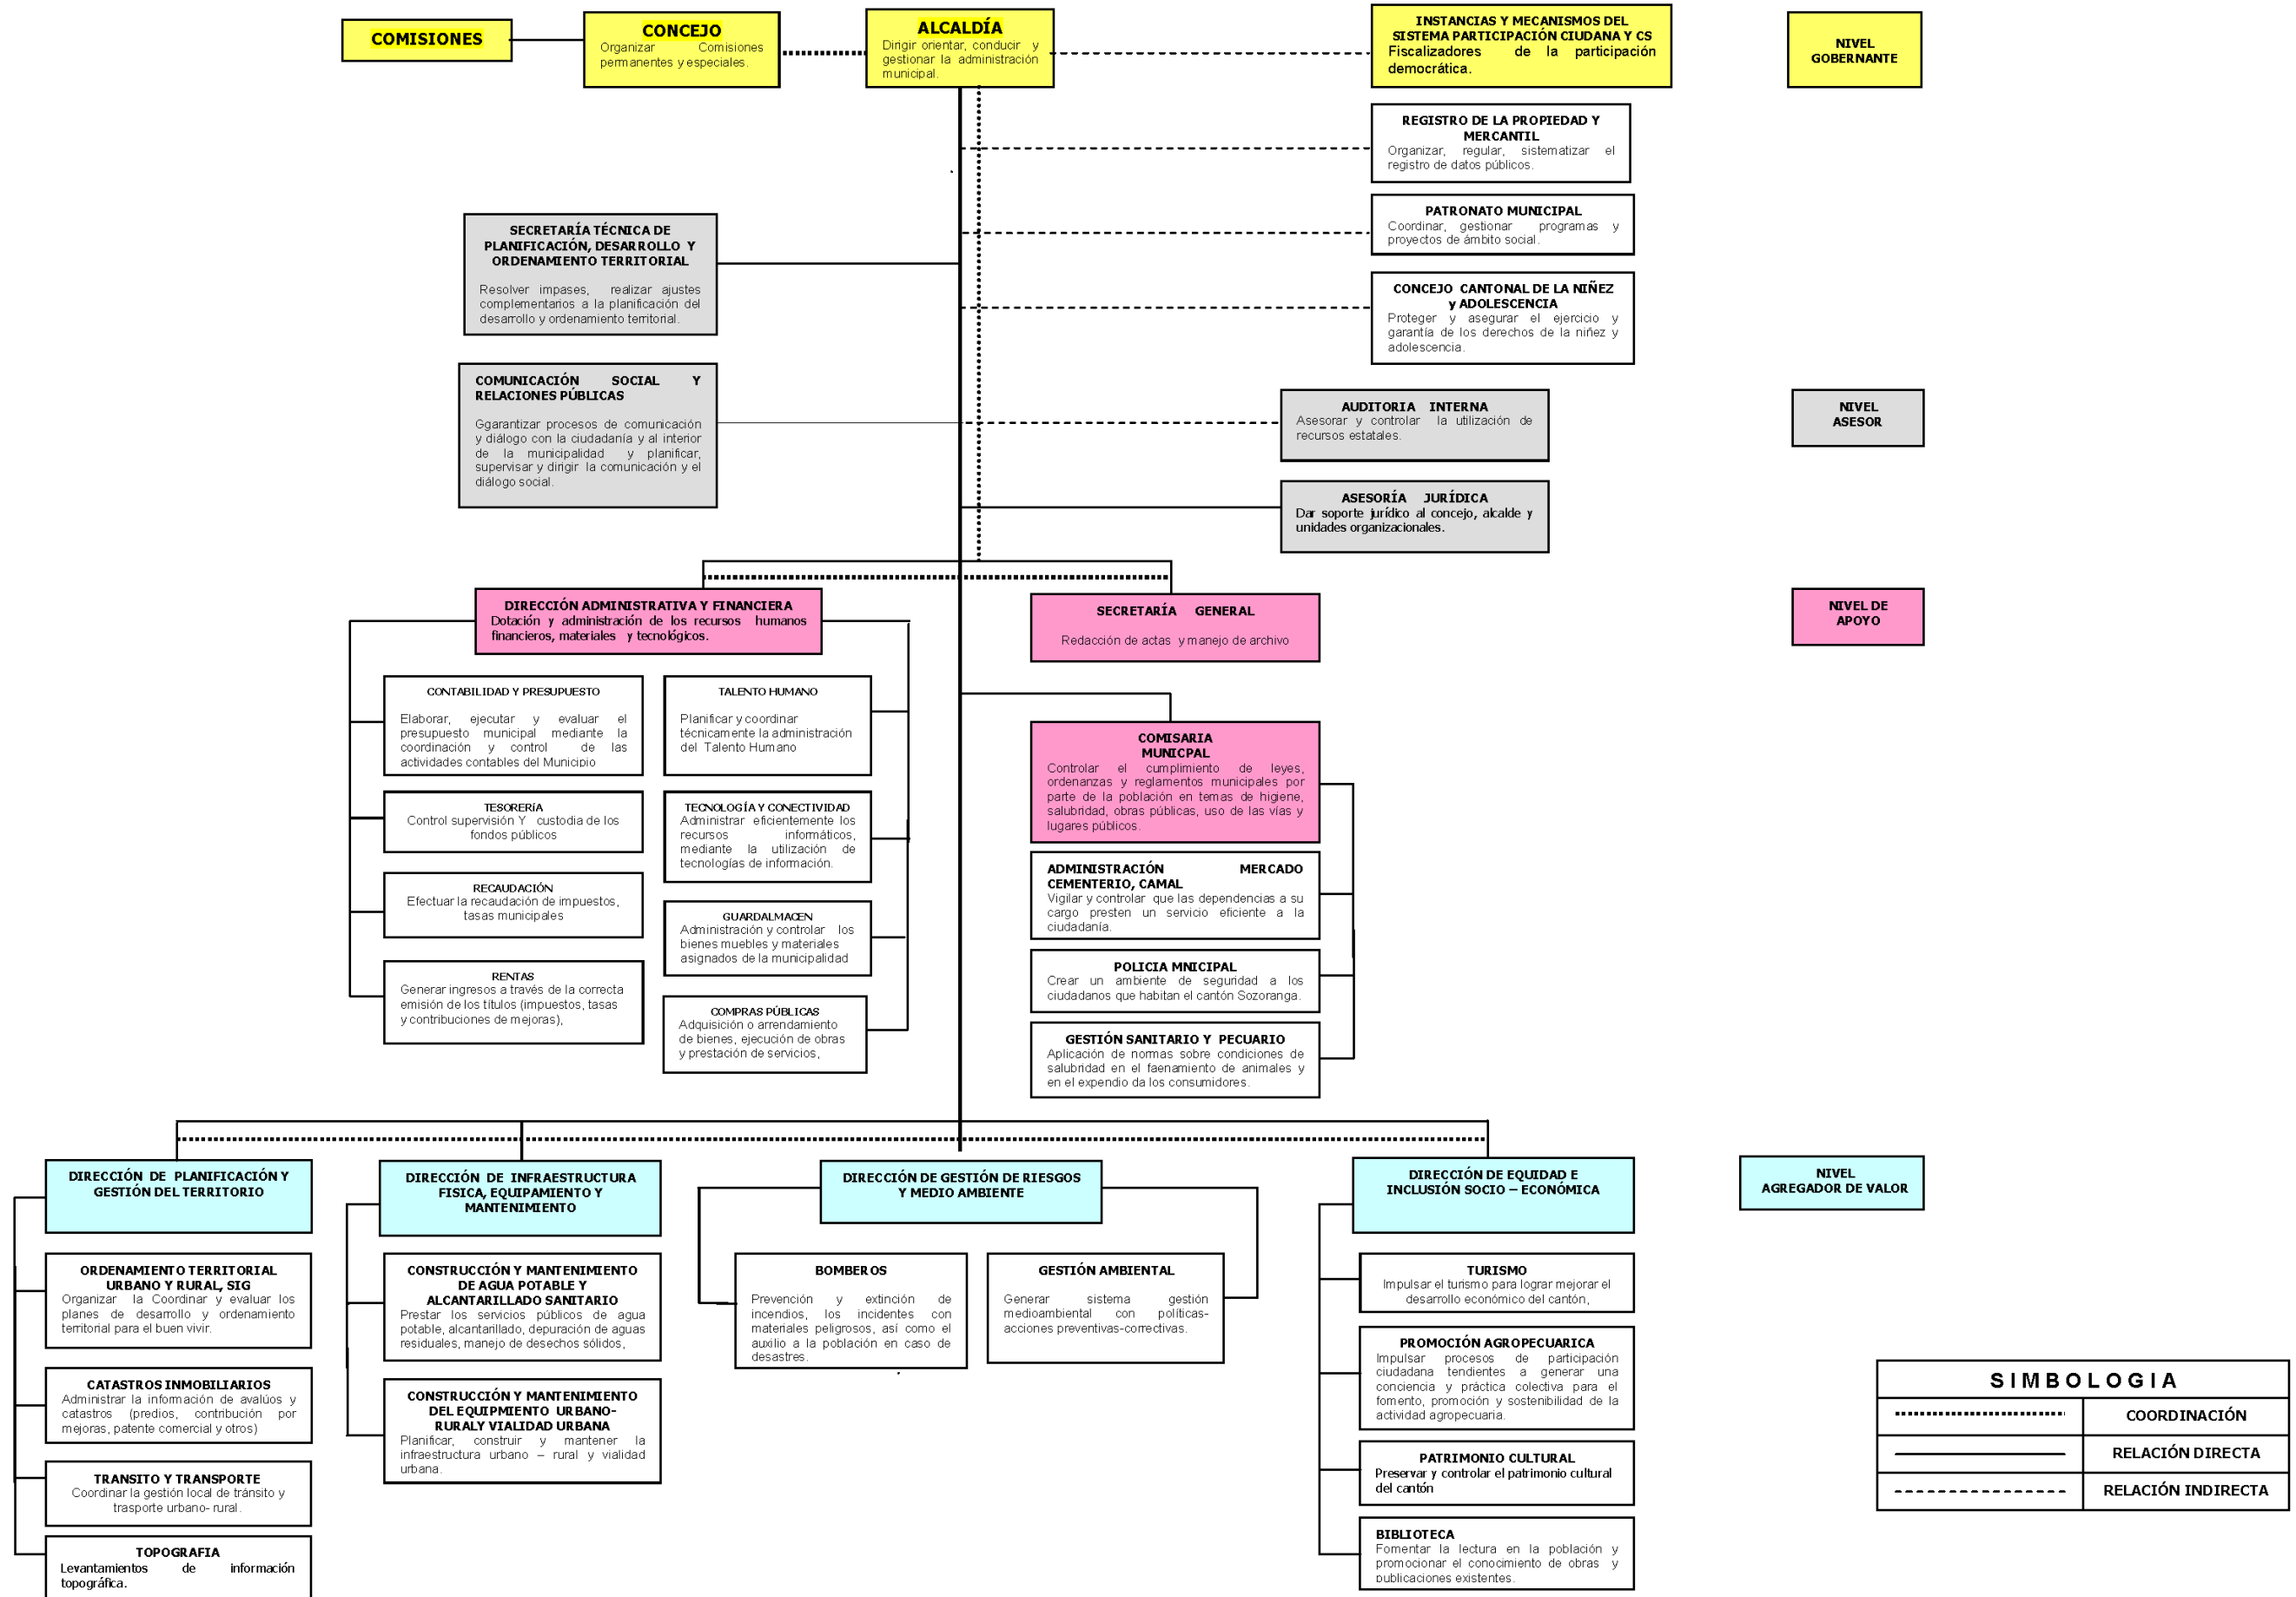 COMISIONES
CONCEJO
Organizar Comisiones
permanentes y especiales.
ALCALDÍA
Dirigir orientar, conducir y
gestionar la administración
municipal.
INSTANCIAS Y MECANISMOS DEL
SISTEMA PARTICIPACIÓN CIUDANA Y CS
Fiscalizadores de la participación
democrática.
NIVEL
GOBERNANTE
REGISTRO DE LA PROPIEDAD Y
MERCANTIL
Organizar, regular, sistematizar el
registro de datos públicos.
PATRONATO MUNICIPAL
Coordinar, gestionar programas y
proyectos de ámbito social.
CONCEJO CANTONAL DE LA NIÑEZ
y ADOLESCENCIA
Proteger y asegurar el ejercicio y
garantía de los derechos de la niñez y
adolescencia.
SECRETARÍA TÉCNICA DE
PLANIFICACIÓN, DESARROLLO Y
ORDENAMIENTO TERRITORIAL
Resolver impases, realizar ajustes
complementarios a la planificación del
desarrollo y ordenamiento territorial.
COMUNICACIÓN SOCIAL Y
RELACIONES PÚBLICAS
Ggarantizar procesos de comunicación
y diálogo con la ciudadanía y al interior
de la municipalidad y planificar,
supervisar y dirigir la comunicación y el
diálogo social.
AUDITORIA INTERNA
Asesorar y controlar la utilización de
recursos estatales.
NIVEL
ASESOR
ASESORÍA JURÍDICA
Dar soporte jurídico al concejo, alcalde y
unidades organizacionales.
DIRECCIÓN ADMINISTRATIVA Y FINANCIERA
Dotación y administración de los recursos humanos
financieros, materiales y tecnológicos.
SECRETARÍA GENERAL
Redacción de actas y manejo de archivo
NIVEL DE
APOYO
CONTABILIDAD Y PRESUPUESTO
Elaborar, ejecutar y evaluar el
presupuesto municipal mediante la
coordinación y control de las
actividades contables del Municipio
TALENTO HUMANO
Planificar y coordinar
técnicamente la administración
del Talento Humano
TESORERÍA
Control supervisión Y custodia de los
fondos públicos
TECNOLOGÍA Y CONECTIVIDAD
Administrar eficientemente los
recursos informáticos,
mediante la utilización de
tecnologías de información.
RECAUDACIÓN
Efectuar la recaudación de impuestos,
tasas municipales
GUARDALMACEN
Administración y controlar los
bienes muebles y materiales
asignados de la municipalidad
RENTAS
Generar ingresos a través de la correcta
emisión de los títulos (impuestos, tasas
y contribuciones de mejoras),
COMPRAS PÚBLICAS
Adquisición o arrendamiento
de bienes, ejecución de obras
y prestación de servicios,
COMISARIA
MUNICPAL
Controlar el cumplimiento de leyes,
ordenanzas y reglamentos municipales por
parte de la población en temas de higiene,
salubridad, obras públicas, uso de las vías y
lugares públicos.
ADMINISTRACIÓN MERCADO
CEMENTERIO, CAMAL
Vigilar y controlar que las dependencias a su
cargo presten un servicio eficiente a la
ciudadanía.
POLICIA MNICIPAL
Crear un ambiente de seguridad a los
ciudadanos que habitan el cantón Sozoranga.
GESTIÓN SANITARIO Y PECUARIO
Aplicación de normas sobre condiciones de
salubridad en el faenamiento de animales y
en el expendio da los consumidores.
DIRECCIÓN DE PLANIFICACIÓN Y
GESTIÓN DEL TERRITORIO
DIRECCIÓN DE INFRAESTRUCTURA
FISICA, EQUIPAMIENTO Y
MANTENIMIENTO
DIRECCIÓN DE GESTIÓN DE RIESGOS
Y MEDIO AMBIENTE
DIRECCIÓN DE EQUIDAD E
INCLUSIÓN SOCIO – ECONÓMICA
NIVEL
AGREGADOR DE VALOR
ORDENAMIENTO TERRITORIAL
URBANO Y RURAL, SIG
Organizar la Coordinar y evaluar los
planes de desarrollo y ordenamiento
territorial para el buen vivir.
CATASTROS INMOBILIARIOS
Administrar la información de avalúos y
catastros (predios, contribución por
mejoras, patente comercial y otros)
TRANSITO Y TRANSPORTE
Coordinar la gestión local de tránsito y
trasporte urbano- rural.
TOPOGRAFIA
Levantamientos de información
topográfica.
CONSTRUCCIÓN Y MANTENIMIENTO
DE AGUA POTABLE Y
ALCANTARILLADO SANITARIO
Prestar los servicios públicos de agua
potable, alcantarillado, depuración de aguas
residuales, manejo de desechos sólidos,
CONSTRUCCIÓN Y MANTENIMIENTO
DEL EQUIPMIENTO URBANO-
RURALY VIALIDAD URBANA
Planificar, construir y mantener la
infraestructura urbano – rural y vialidad
urbana.
BOMBEROS
Prevención y extinción de
incendios, los incidentes con
materiales peligrosos, así como el
auxilio a la población en caso de
desastres.
GESTIÓN AMBIENTAL
Generar sistema gestión
medioambiental con políticas-
acciones preventivas-correctivas.
TURISMO
Impulsar el turismo para lograr mejorar el
desarrollo económico del cantón,
PROMOCIÓN AGROPECUARICA
Impulsar procesos de participación
ciudadana tendientes a generar una
conciencia y práctica colectiva para el
fomento, promoción y sostenibilidad de la
actividad agropecuaria.
PATRIMONIO CULTURAL
Preservar y controlar el patrimonio cultural
del cantón
BIBLIOTECA
Fomentar la lectura en la población y
promocionar el conocimiento de obras y
publicaciones existentes.
SIMBOLOGIA
COORDINACIÓN
RELACIÓN DIRECTA
RELACIÓN INDIRECTA